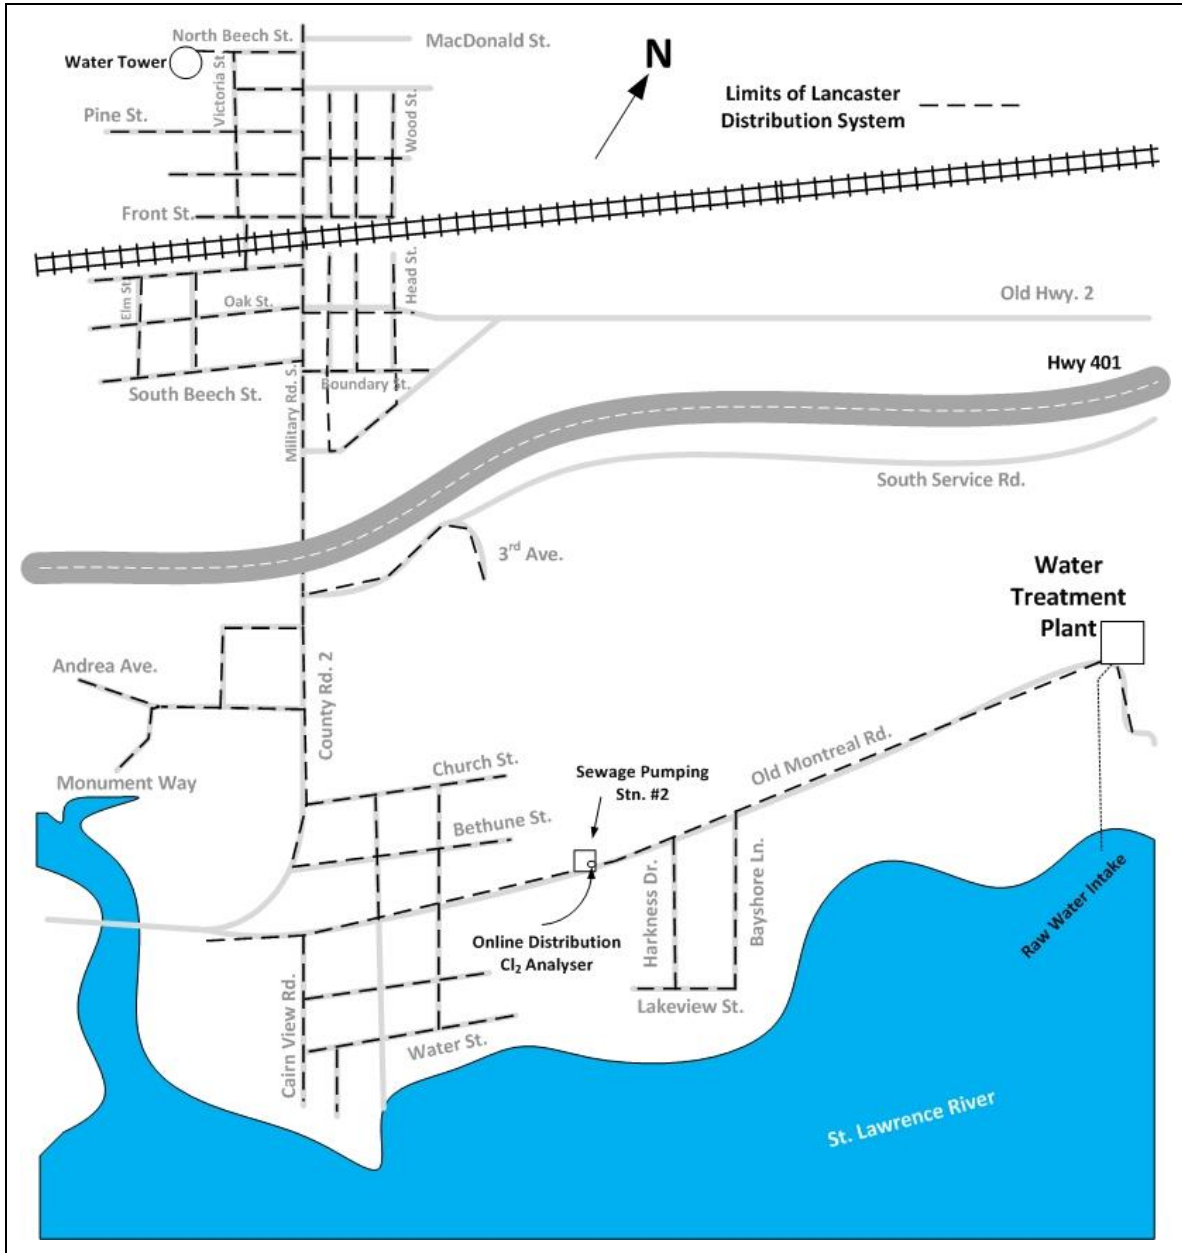 North Beech St.
MacDonald St.
Water Tower
Victoria St.
N
Limits of Lancaster
Distribution System
Pine St.
Wood St.
Front St.
Head St.
Elm St.
Oak St.
Old Hwy. 2
Hwy 401
South Beech St.
Boundary St.
Military Rd. S.
South Service Rd.
3rd Ave.
Water
Treatment
Plant
Andrea Ave.
County Rd. 2
Old Montreal Rd.
Monument Way
Church St.
Sewage Pumping
Stn. #2
Bethune St.
Harkness Dr.
Bayshore Ln.
Raw Water Intake
Online Distribution
Cl₂ Analyser
Lakeview St.
Cairn View Rd.
Water St.
St. Lawrence River